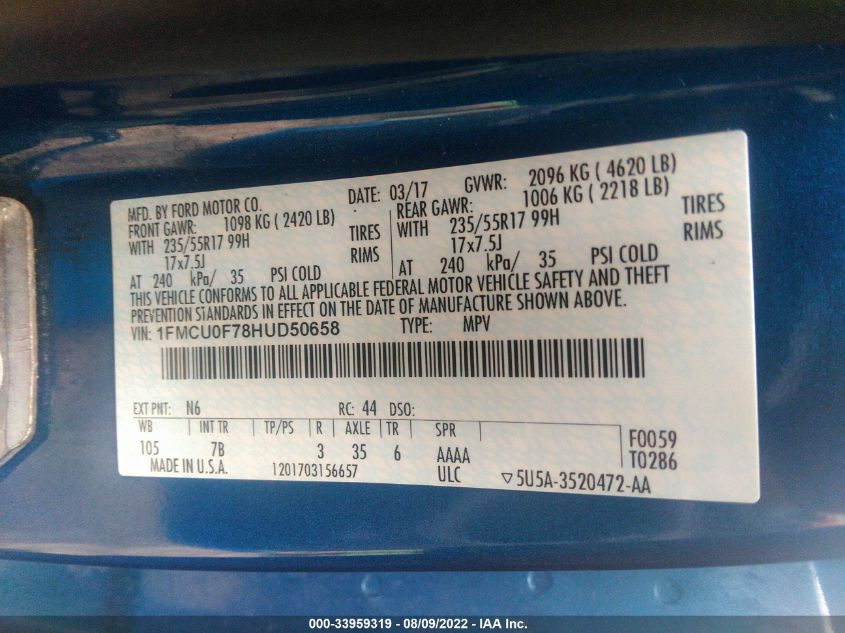 MFD. BY FORD MOTOR CO.
DATE: 03/17 GVWR: 2096 KG ( 4620 LB)
FRONT GAWR: 1098 KG ( 2420 LB) REAR GAWR: 1006 KG ( 2218 LB)
WITH 235/55R17 99H TIRES WITH 235/55R17 99H TIRES
17x7.5J RIMS 17x7.5J RIMS
AT 240 kPa/ 35 PSI COLD AT 240 kPa/ 35 PSI COLD
THIS VEHICLE CONFORMS TO ALL APPLICABLE FEDERAL MOTOR VEHICLE SAFETY AND THEFT
PREVENTION STANDARDS IN EFFECT ON THE DATE OF MANUFACTURE SHOWN ABOVE.
VIN: 1FMCU0F78HUD50658 TYPE: MPV
EXT PNT: N6 RC: 44 DSO:
WB INT TR TP/PS R AXLE TR SPR F0059
105 7B 3 35 6 AAAA T0286
MADE IN U.S.A. 1201703156657 ULC ▽5U5A-3520472-AA
000-33959319 - 08/09/2022 - IAA Inc.